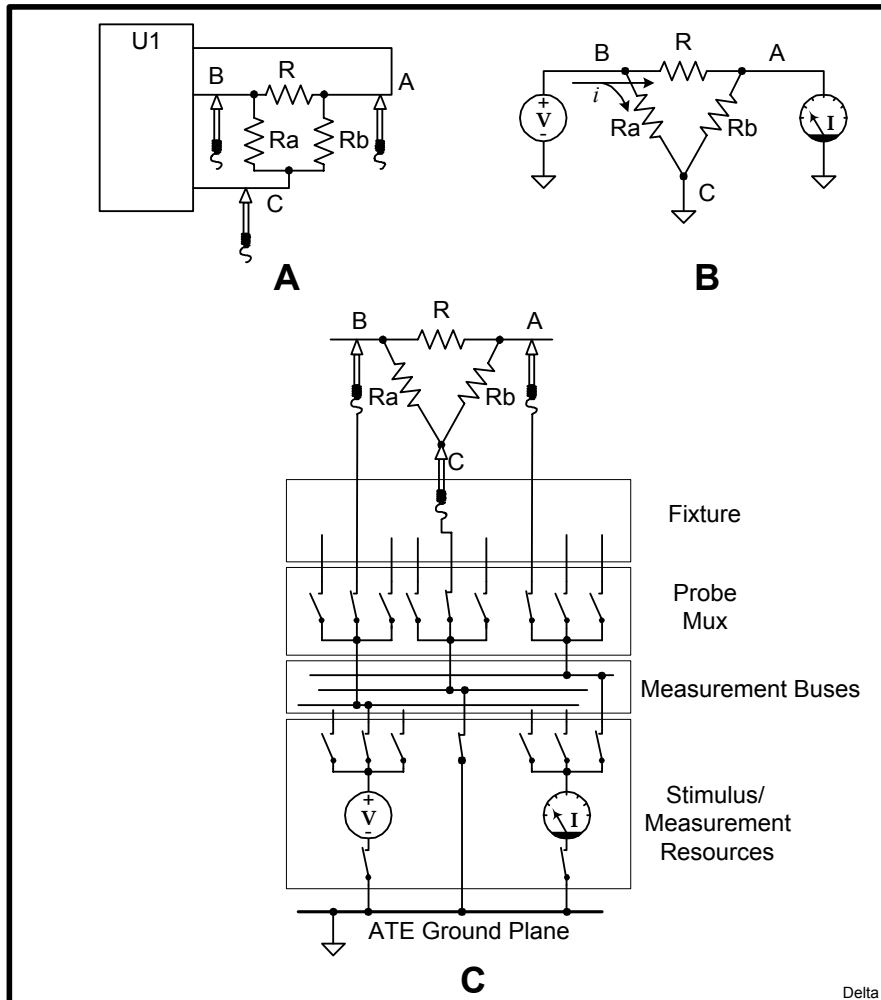 U1
B
R
A
Ra
Rb
C
A
B
R
A
i
V
+
-
Ra
Rb
I
C
B
R
B
A
Ra
Rb
C
Fixture
Probe
Mux
Measurement Buses
+
V
-
I
Stimulus/
Measurement
Resources
ATE Ground Plane
C
Delta